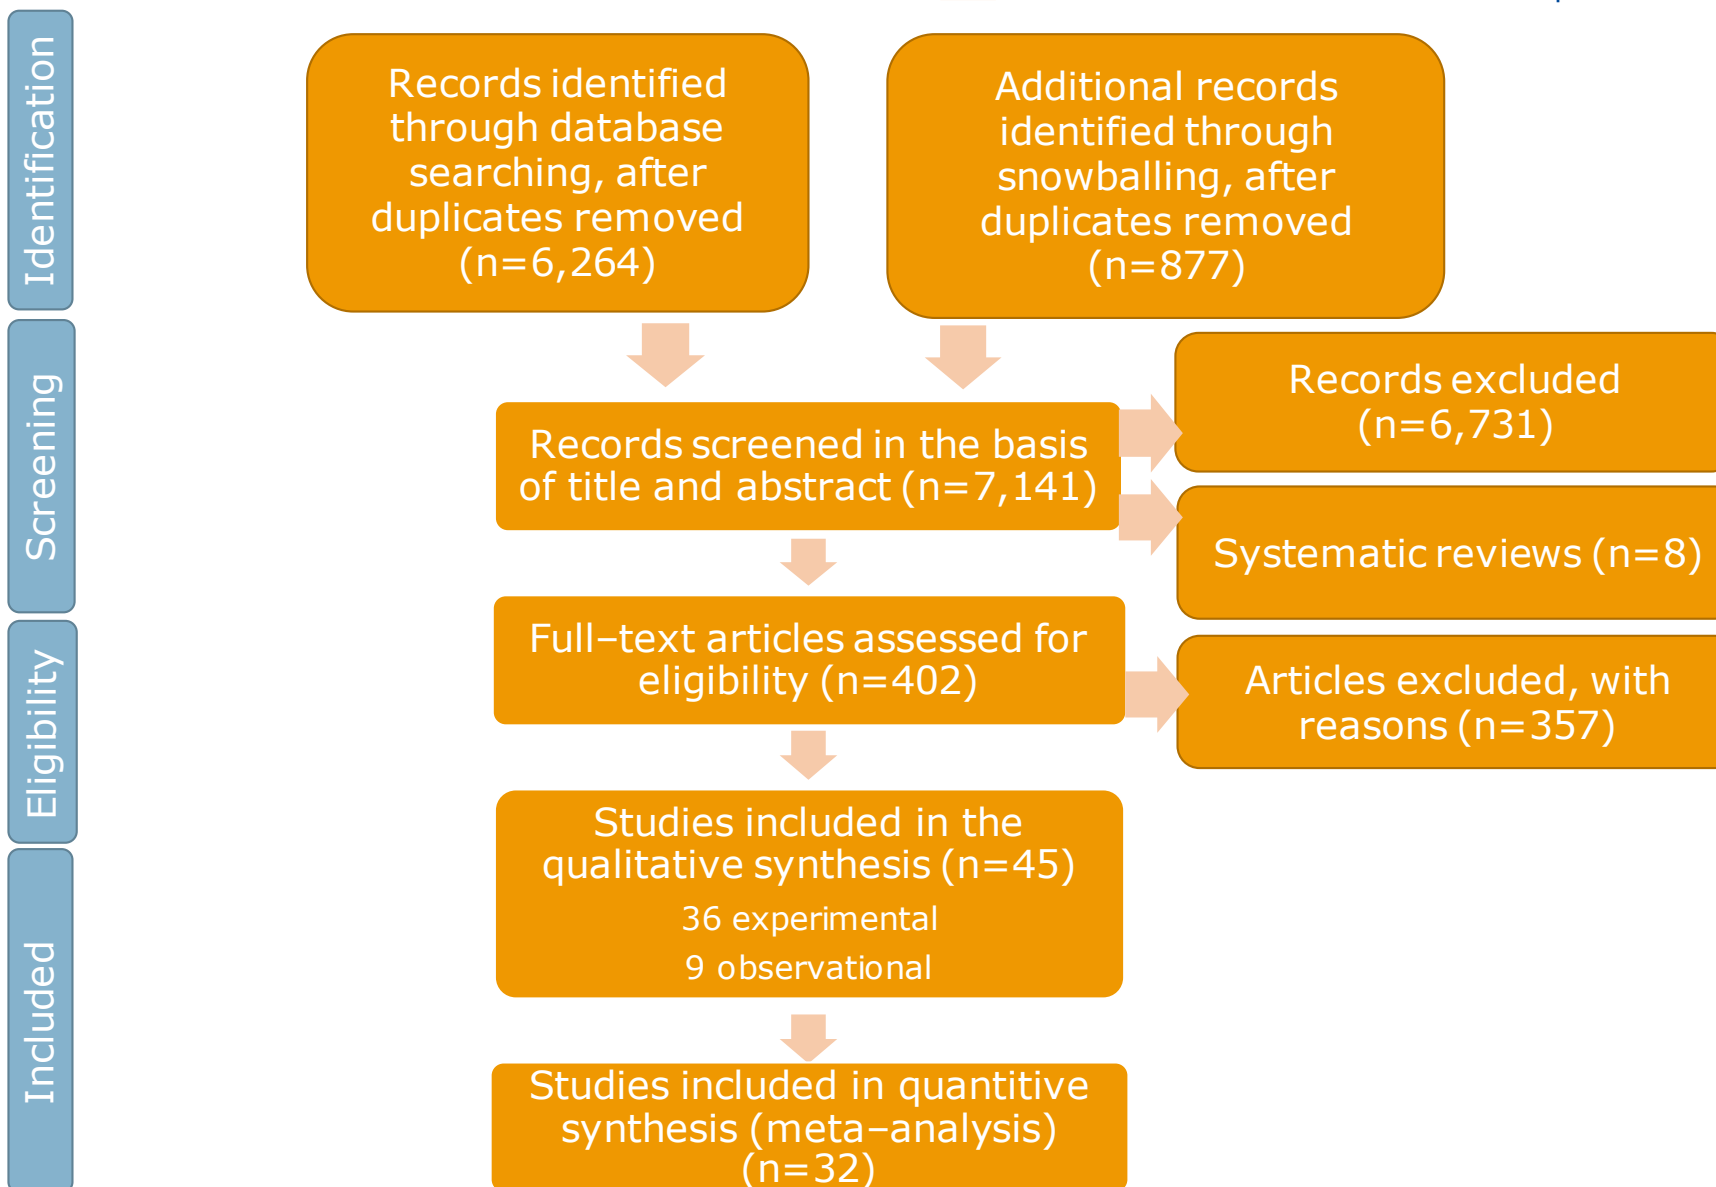 Identification
Records identified
through database
searching, after
duplicates removed
(n=6,264)
Additional records
identified through
snowballing, after
duplicates removed
(n=877)
Screening
Records screened in the basis
of title and abstract (n=7,141)
Records excluded
(n=6,731)
Systematic reviews (n=8)
Eligibility
Full-text articles assessed for
eligibility (n=402)
Articles excluded, with
reasons (n=357)
Included
Studies included in the
qualitative synthesis (n=45)
36 experimental
9 observational
Studies included in quantitive
synthesis (meta-analysis)
(n=32)